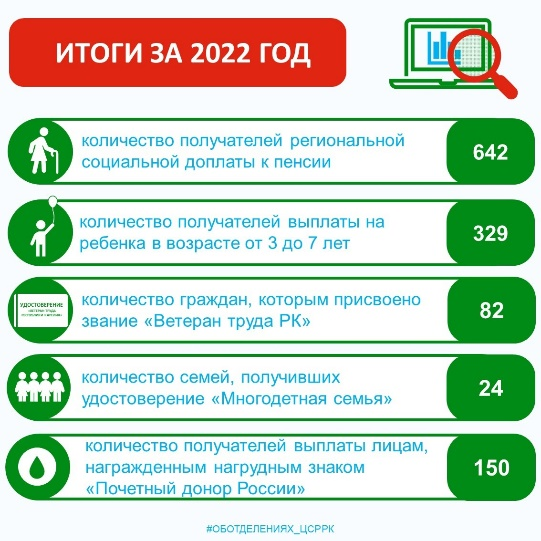 ИТОГИ ЗА 2022 ГОД
количество получателей региональной
социальной доплаты к пенсии
642
количество получателей выплаты на
ребенка в возрасте от 3 до 7 лет
329
УДОСТОВЕРЕНИЕ
количество граждан, которым присвоено
звание «Ветеран труда РК»
82
количество семей, получивших
удостоверение «Многодетная семья»
24
количество получателей выплаты лицам,
награжденным нагрудным знаком
«Почетный донор России»
150
#ОБОТДЕЛЕНИЯХ_ЦСРРК